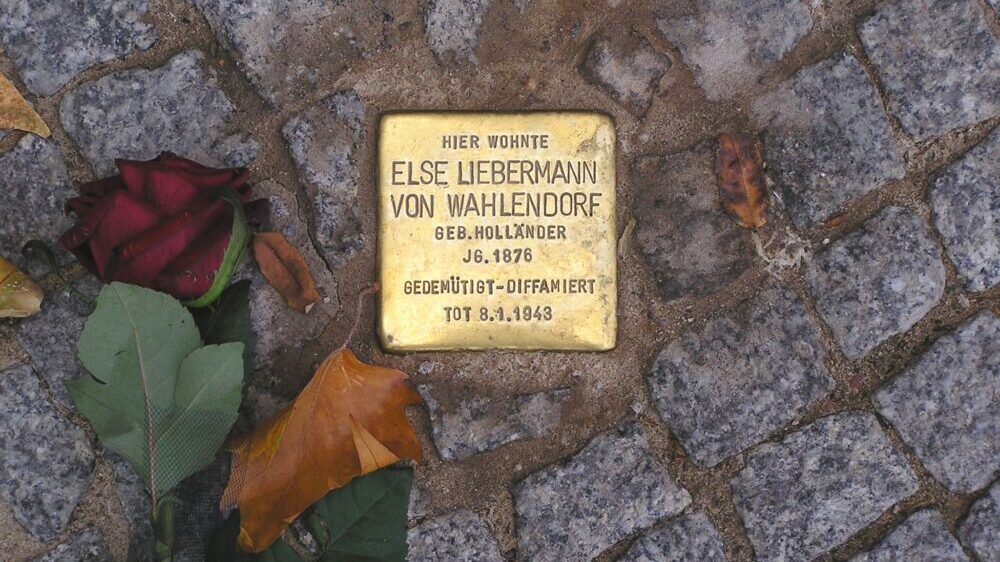 HIER WOHNTE
ELSE LIEBERMANN
VON WAHLENDORF
GEB.HOLLÄNDER
JG.1876
GEDEMÜTIGT-DIFFAMIERT
TOT 8.1.1943